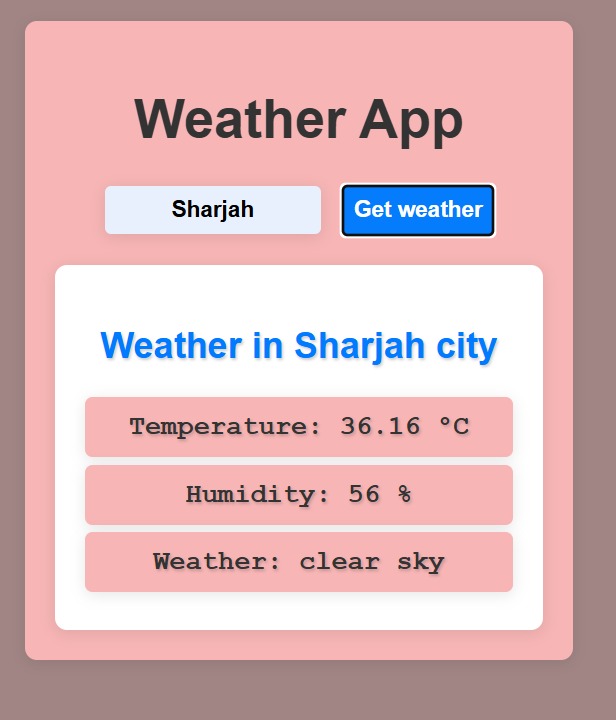 Weather App
Sharjah
Get weather
Weather in Sharjah city
Temperature: 36.16 °C
Humidity: 56 %
Weather: clear sky